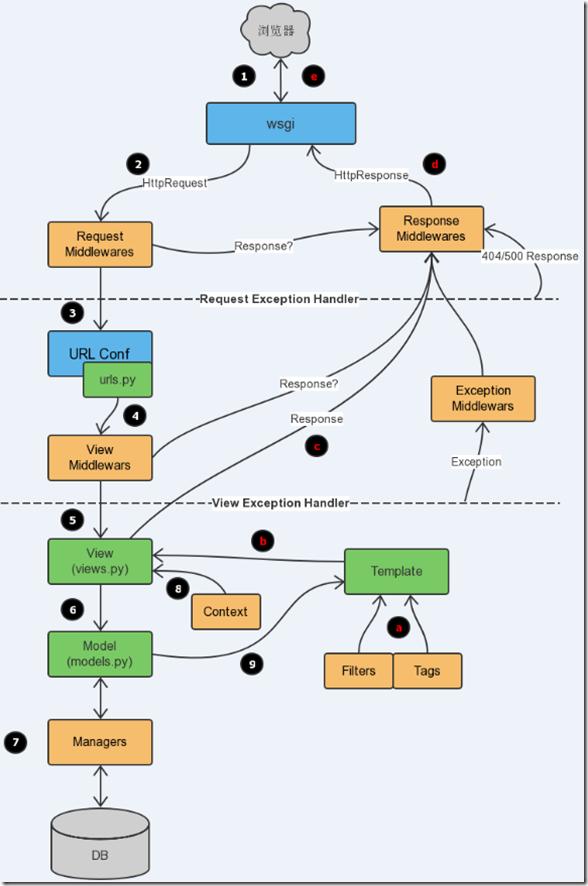 浏览器
1
e
wsgi
2
d
HttpRequest
HttpResponse
Request
Middlewares
Response?
Response
Middlewares
404/500 Response
Request Exception Handler
3
URL Conf
urls.py
4
Response?
Exception
Middlewars
View
Middlewars
Response
c
Exception
View Exception Handler
5
b
View
(views.py)
Template
8
Context
6
a
Model
(models.py)
9
Filters
Tags
7
Managers
DB